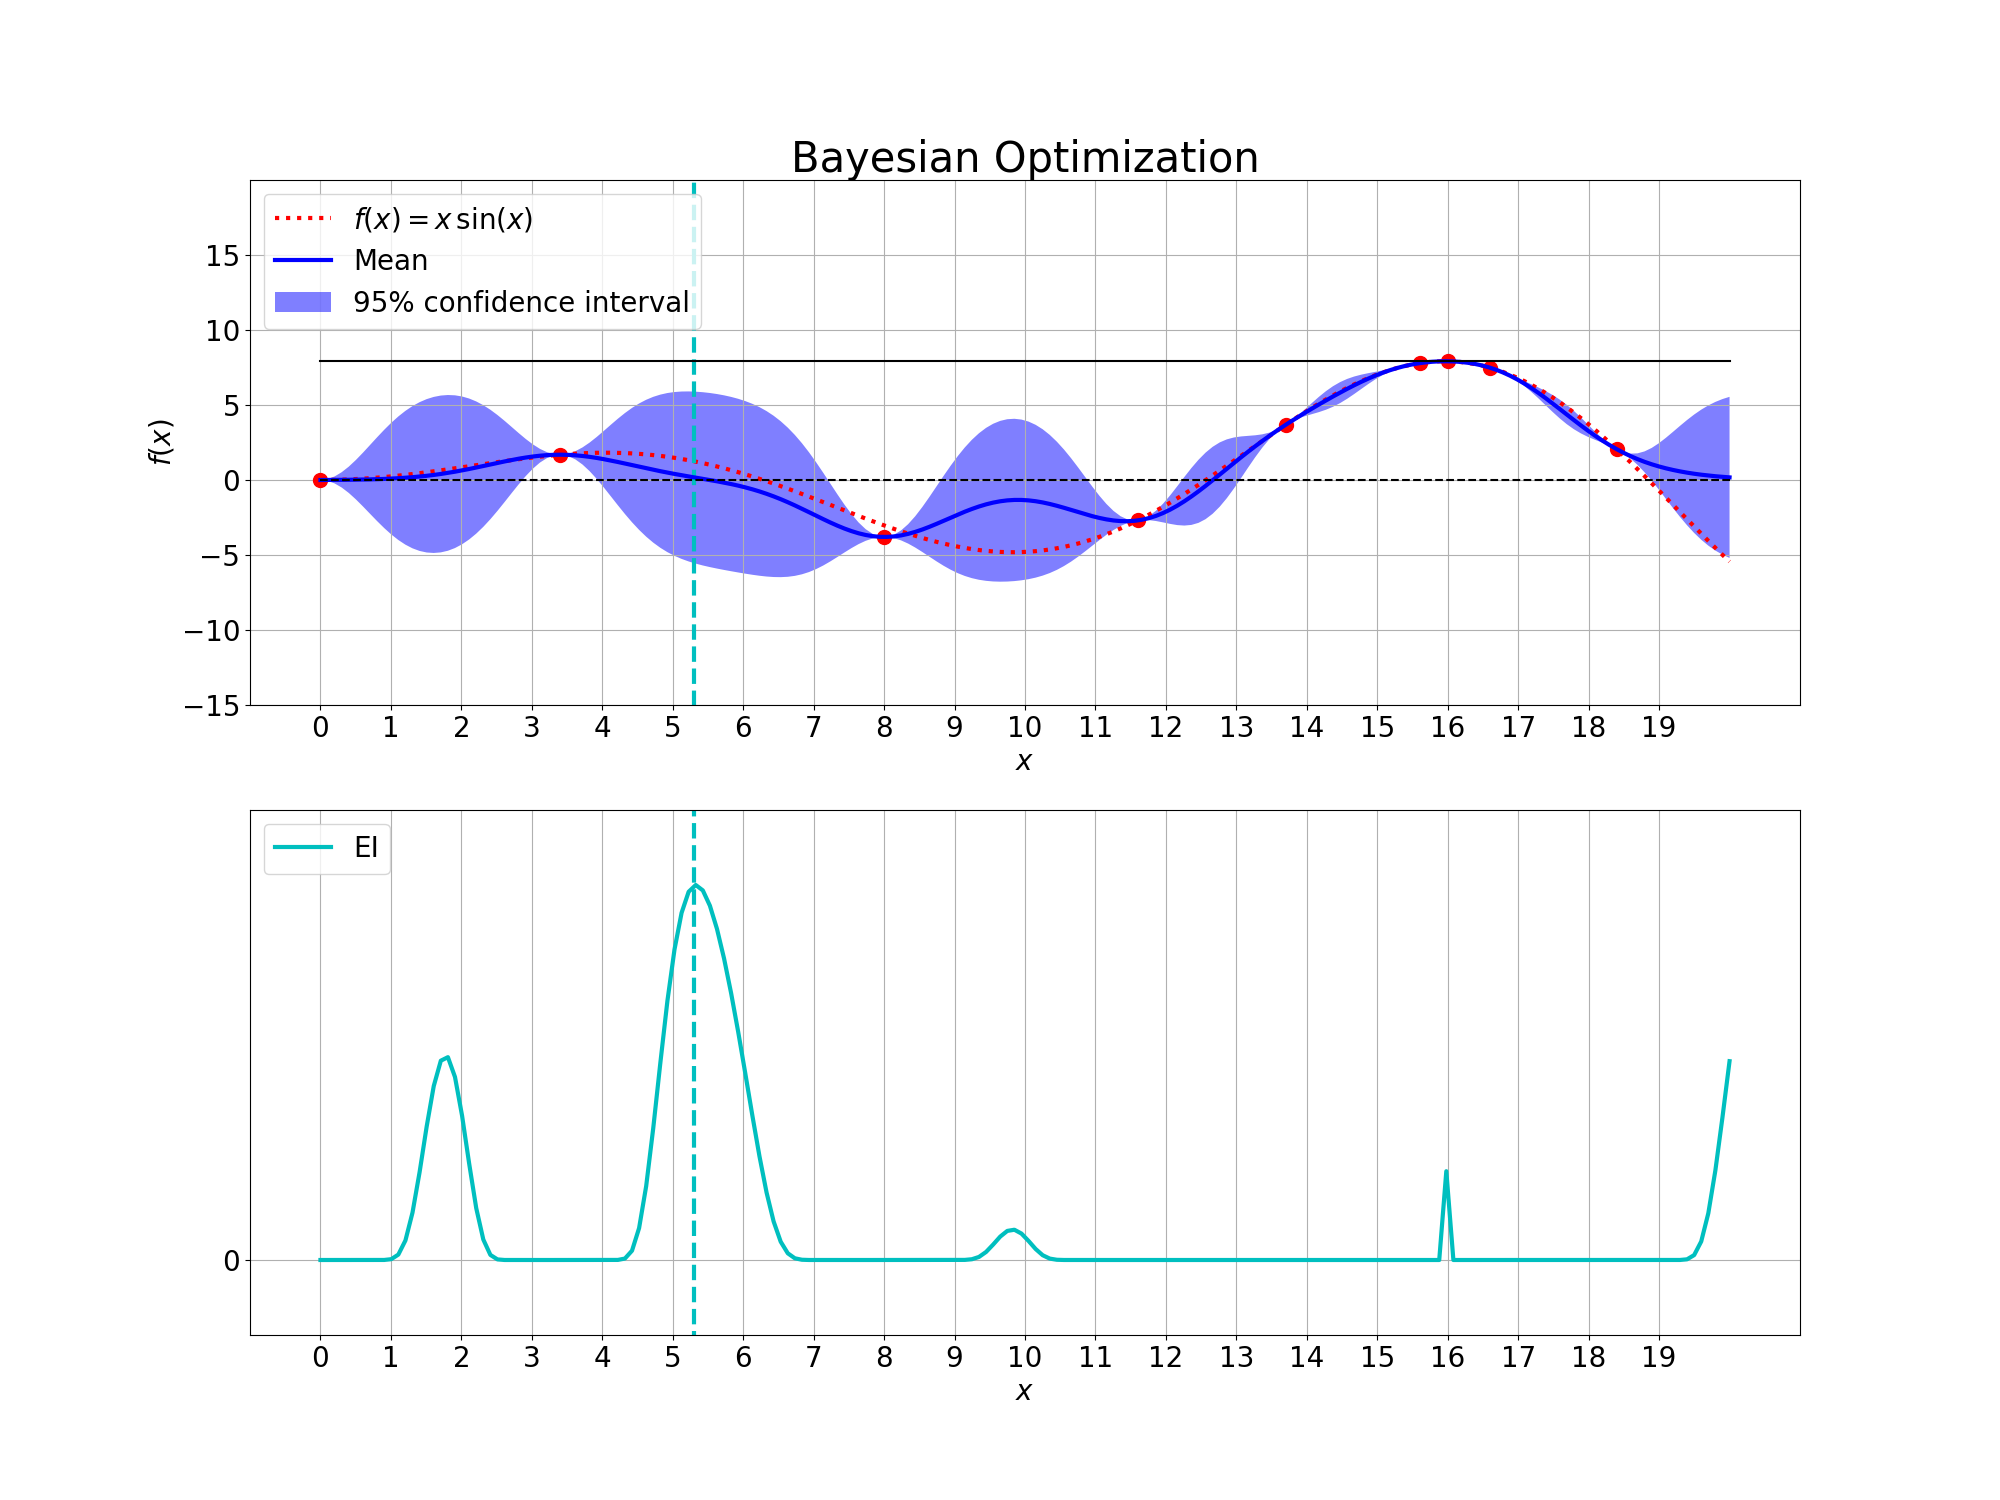 Bayesian Optimization
f(x) = x sin(x)
Mean
95% confidence interval
15
10
5
0
−5
−10
−15
f(x)
0 1 2 3 4 5 6 7 8 9 10 11 12 13 14 15 16 17 18 19
x
EI
0
0 1 2 3 4 5 6 7 8 9 10 11 12 13 14 15 16 17 18 19
x